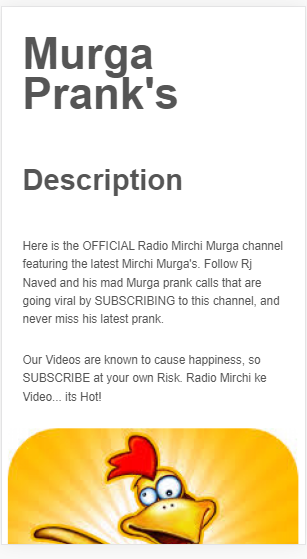 Murga
Prank's
Description
Here is the OFFICIAL Radio Mirchi Murga channel
featuring the latest Mirchi Murga's. Follow Rj
Naved and his mad Murga prank calls that are
going viral by SUBSCRIBING to this channel, and
never miss his latest prank.
Our Videos are known to cause happiness, so
SUBSCRIBE at your own Risk. Radio Mirchi ke
Video... its Hot!